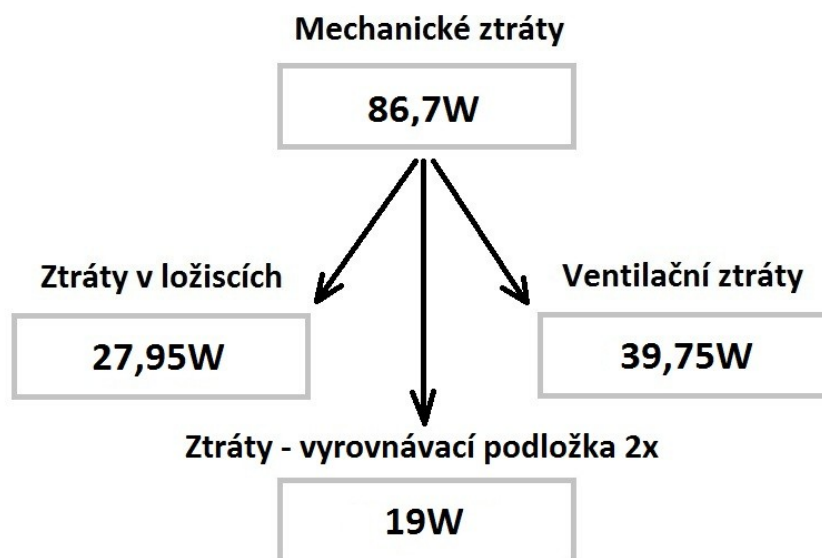 Mechanické ztráty
86,7W
Ztráty v ložiscích
Ventilační ztráty
27,95W
39,75W
Ztráty - vyrovnávací podložka 2x
19W